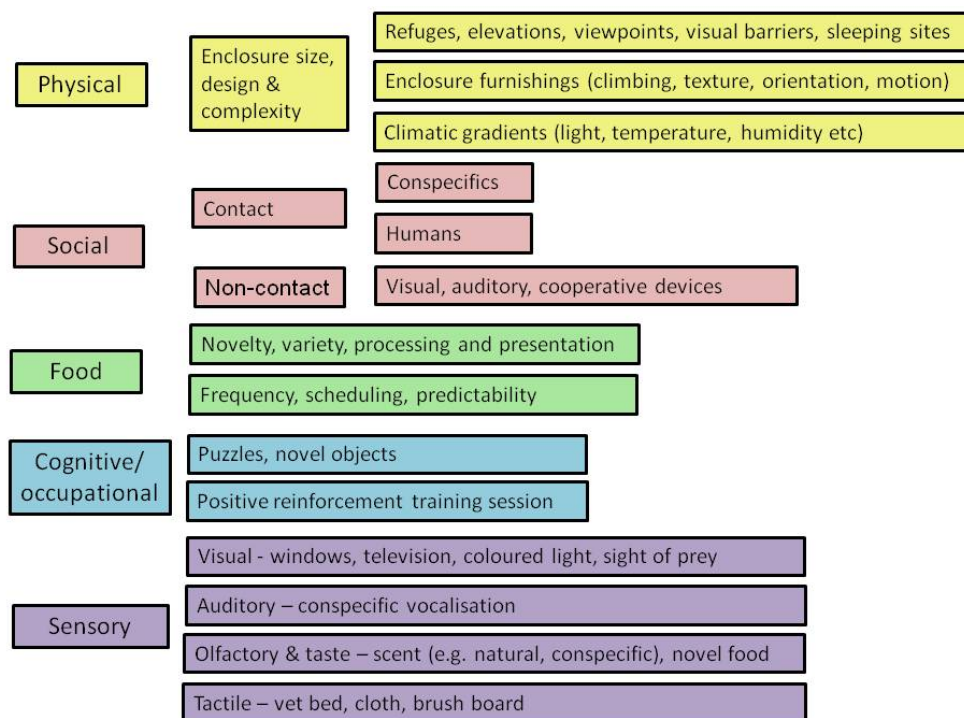 Physical
Enclosure size,
design &
complexity
Refuges, elevations, viewpoints, visual barriers, sleeping sites
Enclosure furnishings (climbing, texture, orientation, motion)
Climatic gradients (light, temperature, humidity etc)
Social
Contact
Conspecifics
Humans
Non-contact
Visual, auditory, cooperative devices
Food
Novelty, variety, processing and presentation
Frequency, scheduling, predictability
Cognitive/
occupational
Puzzles, novel objects
Positive reinforcement training session
Sensory
Visual - windows, television, coloured light, sight of prey
Auditory – conspecific vocalisation
Olfactory & taste – scent (e.g. natural, conspecific), novel food
Tactile – vet bed, cloth, brush board